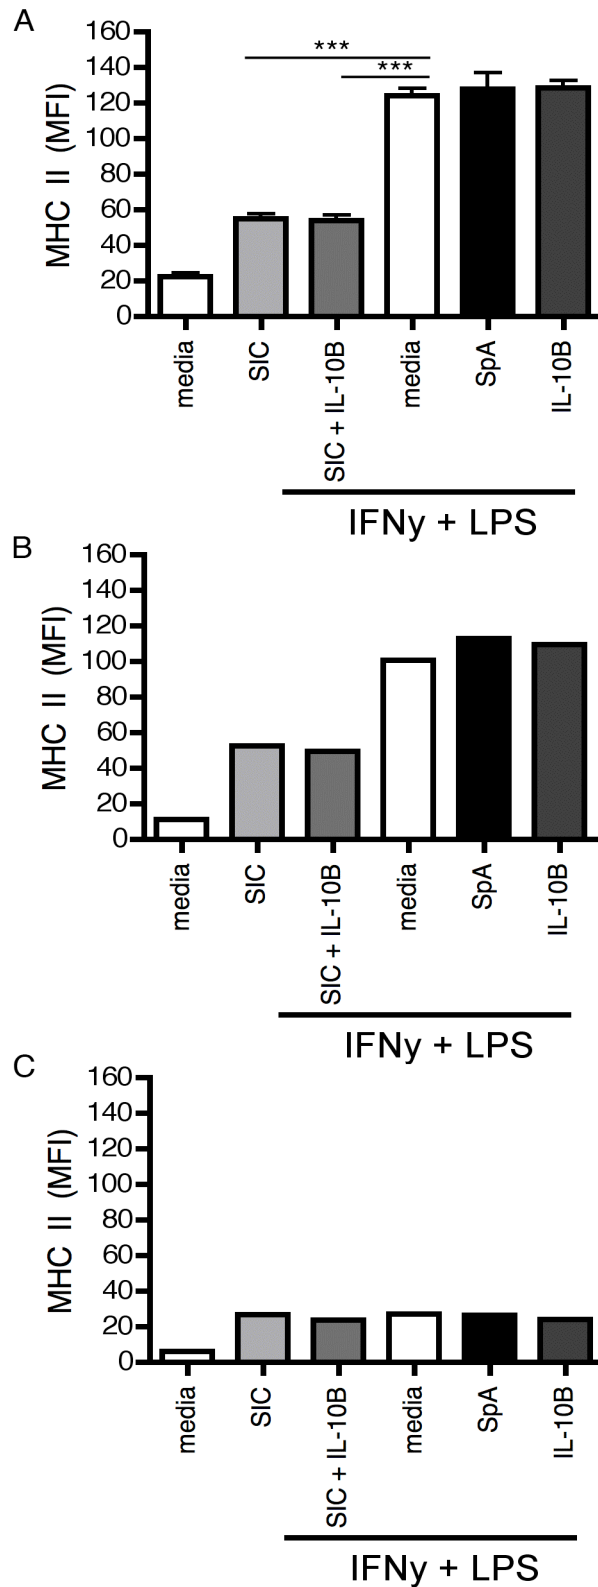 A
160
140
120
100
80
60
40
20
0
MHC II (MFI)
***
***
media
SIC
SIC + IL-10B
media
SpA
IL-10B
IFNy + LPS
B
160
140
120
100
80
60
40
20
0
MHC II (MFI)
media
SIC
SIC + IL-10B
media
SpA
IL-10B
IFNy + LPS
C
160
140
120
100
80
60
40
20
0
MHC II (MFI)
media
SIC
SIC + IL-10B
media
SpA
IL-10B
IFNy + LPS